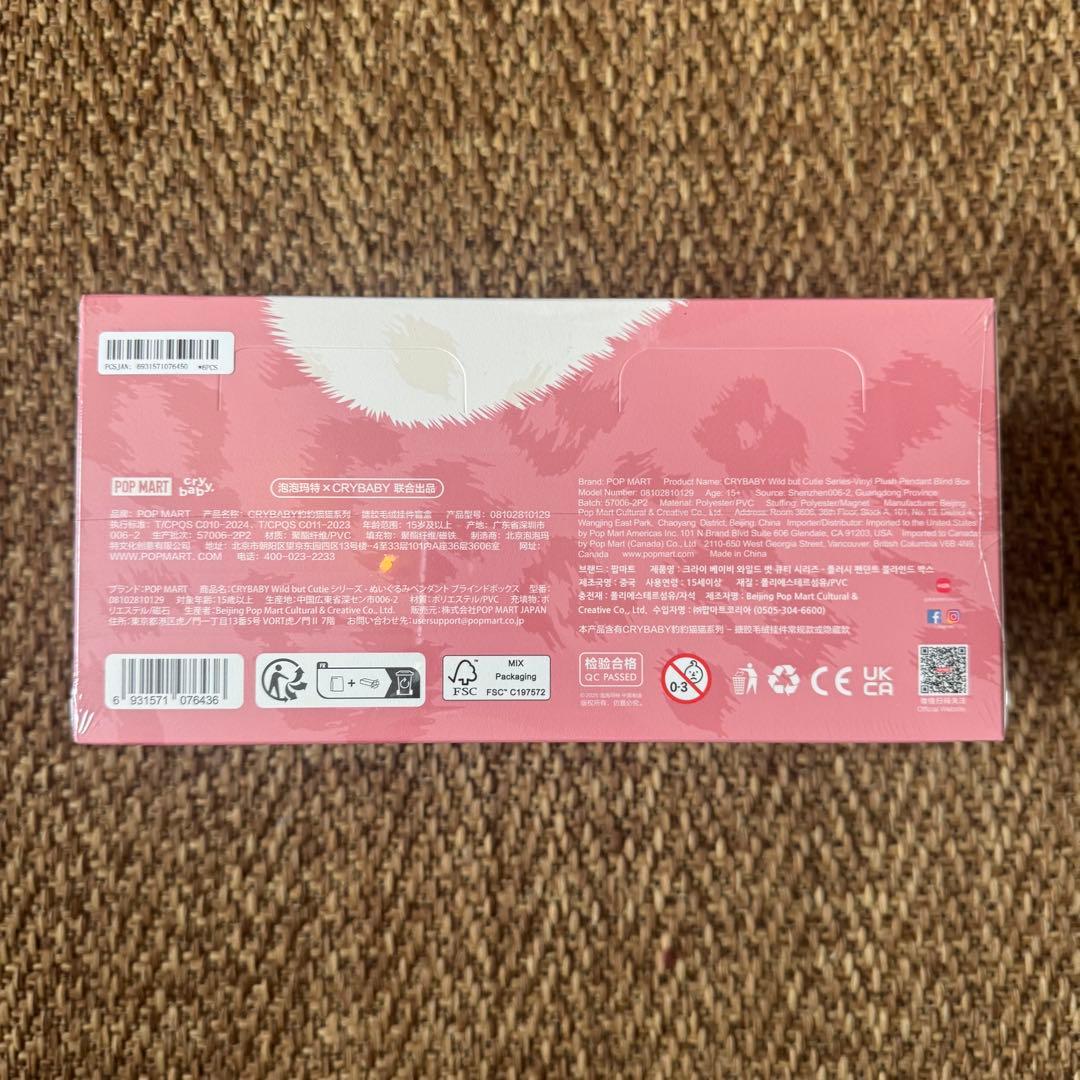 PCSJAN: 6931571076450 *6PCS
POP MART
cry baby.
泡泡玛特×CRYBABY 联合出品
品牌: POP MART 产品名称: CRYBABY豹豹猫猫系列 - 搪胶毛绒挂件盲盒 产品型号: 08102810129
执行标准: T/CPQS C010-2024、T/CPQS C011-2023 年龄范围: 15岁及以上 产地: 广东省深圳市
006-2 生产批次: 57006-2P2 材质: 聚酯纤维/PVC 填充物: 聚酯纤维/磁铁 制造商: 北京泡泡玛
特文化创意有限公司 地址: 北京市朝阳区望京东园四区13号楼-4至33层101内A座36层3606室 网址:
WWW.POPMART.COM 电话: 400-023-2233
ブランド: POP MART 商品名: CRYBABY Wild but Cutie シリーズ - ぬいぐるみペンダント ブラインドボックス 型番:
08102810129 対象年齢: 15歳以上 生産地: 中国広東省深セン市006-2 材質: ポリエステル/PVC 充填物: ポ
リエステル/磁石 生産者: Beijing Pop Mart Cultural & Creative Co., Ltd. 販売元: 株式会社POP MART JAPAN
住所: 東京都港区虎ノ門一丁目13番5号 VORT虎ノ門II 7階 お問い合わせ先: usersupport@popmart.co.jp
Brand: POP MART Product Name: CRYBABY Wild but Cutie Series-Vinyl Plush Pendant Blind Box
Model Number: 08102810129 Age: 15+ Source: Shenzhen006-2, Guangdong Province
Batch: 57006-2P2 Material: Polyester/PVC Stuffing: Polyester/Magnet Manufacturer: Beijing
Pop Mart Cultural & Creative Co., Ltd. Address: Room 3606, 36th Floor, Block A, 101, No. 13, District 4,
Wangjing East Park, Chaoyang District, Beijing, China Importer/Distributor: Imported to the United States
by Pop Mart Americas Inc. 101 N Brand Blvd Suite 606 Glendale, CA 91203, USA. Imported to Canada
by Pop Mart (Canada) Co., Ltd 2110-650 West Georgia Street, Vancouver, British Columbia V6B 4N9,
Canada www.popmart.com Made in China
브랜드 : 팝마트 제품명 : 크라이 베이비 와일드 벗 큐티 시리즈 - 플러시 펜던트 블라인드 박스
제조국명 : 중국 사용연령 : 15세이상 재질 : 폴리에스테르섬유/PVC
충전재 : 폴리에스테르섬유/자석 제조자명 : Beijing Pop Mart Cultural &
Creative Co., Ltd, 수입자명 : ㈜팝마트코리아 (0505-304-6600)
本产品含有CRYBABY豹豹猫猫系列 - 搪胶毛绒挂件常规款或隐藏款
6 931571 076436
FR
+
FSC
MIX
Packaging
FSC™ C197572
检验合格
QC PASSED
©2025 泡泡玛特 中国制造
版权所有,仿冒必究。
0-3
CE
UK
CA
微信扫码关注
Official Website